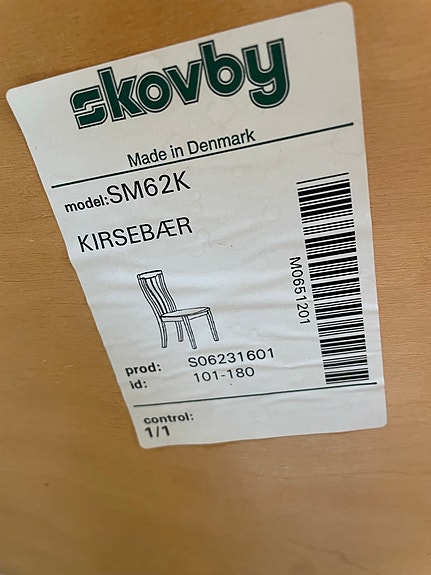 skovby
Made in Denmark
model:SM62K
KIRSEBÆR
M0651201
prod: S06231601
id: 101-180
control:
1/1